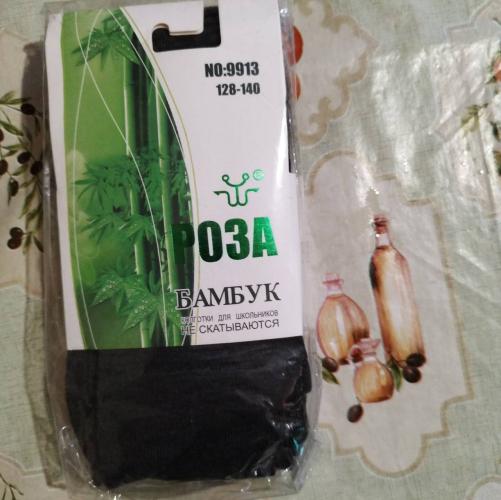 NO:9913
128-140
РОЗА
БАМБУК
КОЛГОТКИ ДЛЯ ШКОЛЬНИКОВ
НЕ СКАТЫВАЮТСЯ